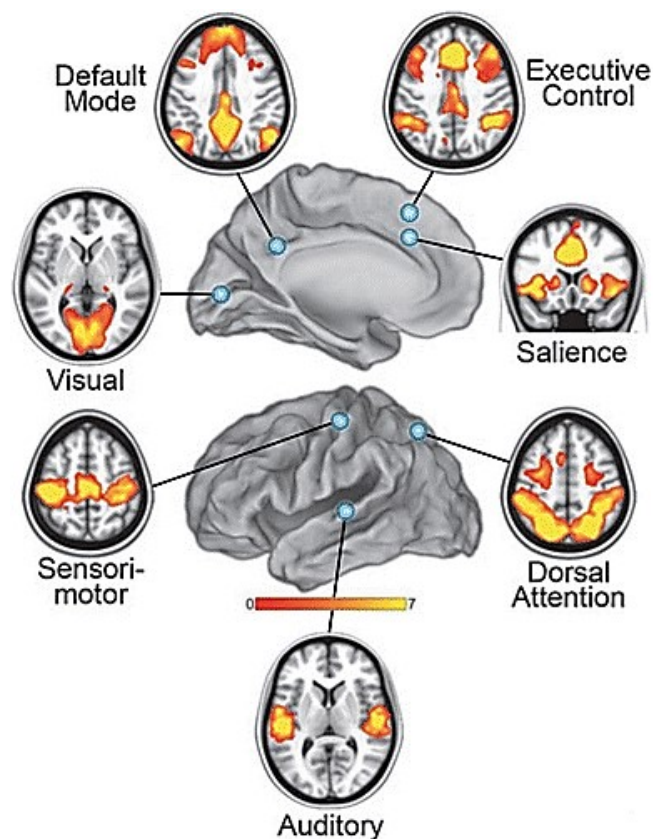 Default
Mode
Executive
Control
Visual
Salience
Sensori-
motor
Dorsal
Attention
0
7
Auditory